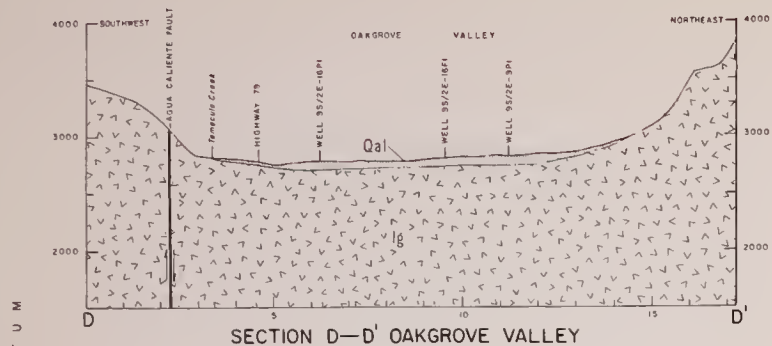 4000
SOUTHWEST
AGUA CALIENTE FAULT
Temecula Creek
HIGHWAY 79
WELL 9S/2E-16P1
OAKGROVE VALLEY
Qal
WELL 9S/2E-16F1
WELL 9S/2E-9P1
NORTHEAST
D'
4000
3000
3000
2000
2000
Ig
U M
D
5
10
15
D'
SECTION D—D' OAKGROVE VALLEY